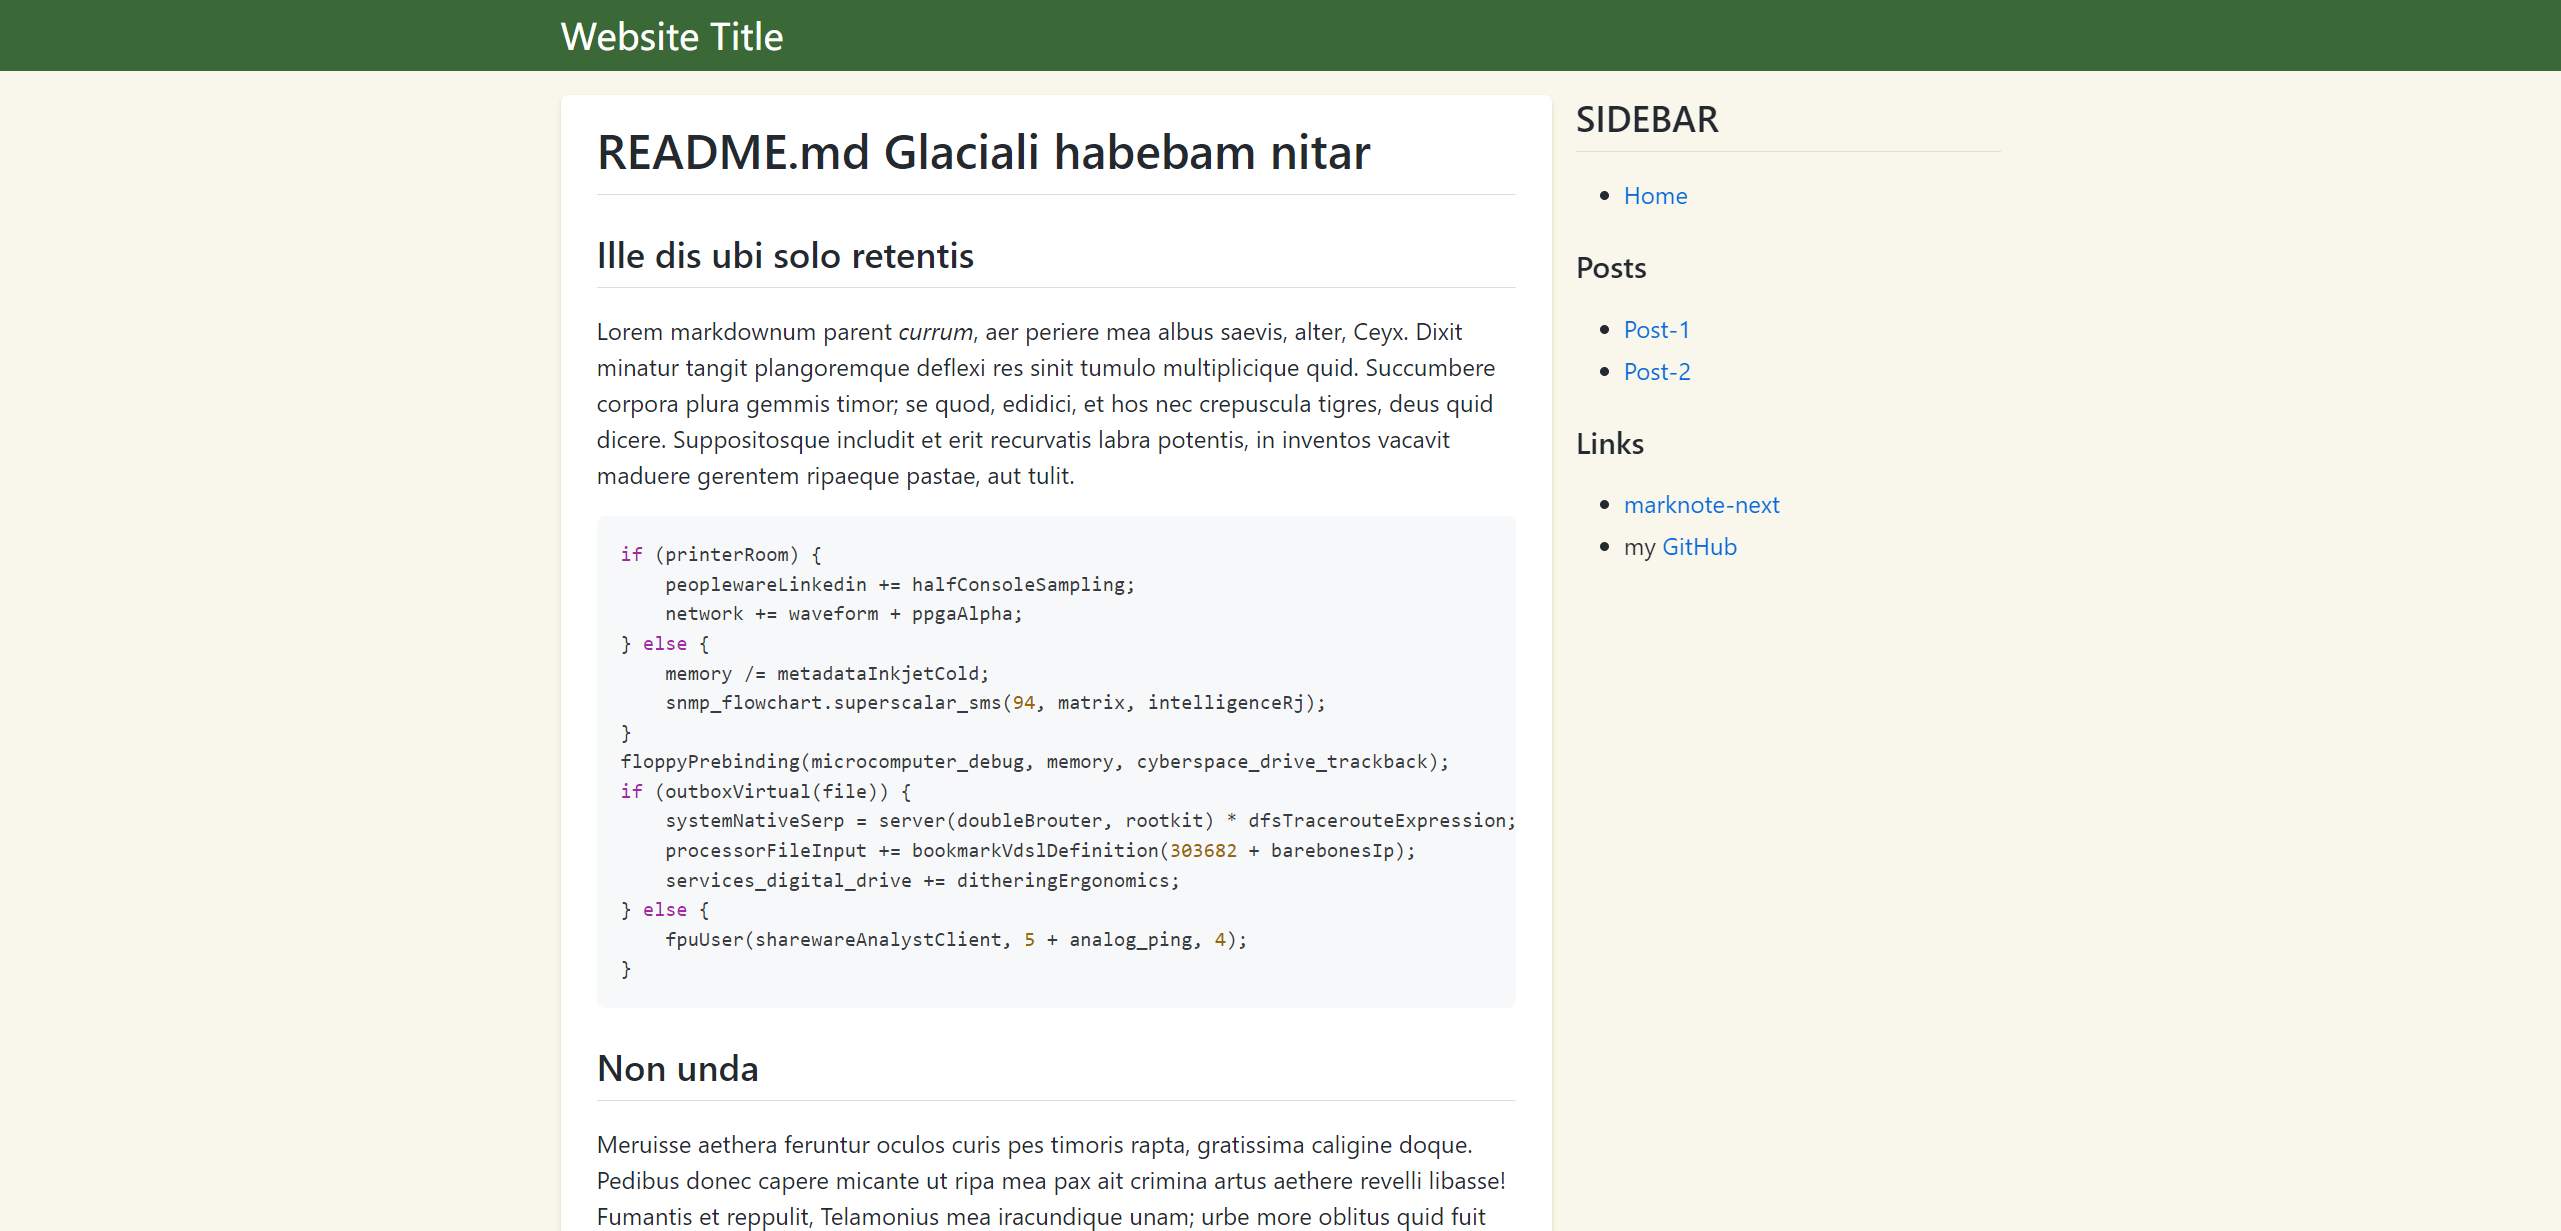 Website Title
README.md Glaciali habebam nitar
Ille dis ubi solo retentis
Lorem markdownum parent currum, aer periere mea albus saevis, alter, Ceyx. Dixit
minatur tangit plangoremque deflexi res sinit tumulo multiplicique quid. Succumbere
corpora plura gemmis timor; se quod, edidici, et hos nec crepuscula tigres, deus quid
dicere. Suppositosque includit et erit recurvatis labra potentis, in inventos vacavit
maduere gerentem ripaeque pastae, aut tulit.
if (printerRoom) {
    peoplewareLinkedin += halfConsoleSampling;
    network += waveform + ppgaAlpha;
} else {
    memory /= metadataInkjetCold;
    snmp_flowchart.superscalar_sms(94, matrix, intelligenceRj);
}
floppyPrebinding(microcomputer_debug, memory, cyberspace_drive_trackback);
if (outboxVirtual(file)) {
    systemNativeSerp = server(doubleBrouter, rootkit) * dfsTracerouteExpression;
    processorFileInput += bookmarkVdslDefinition(303682 + barebonesIp);
    services_digital_drive += ditheringErgonomics;
} else {
    fpuUser(sharewareAnalystClient, 5 + analog_ping, 4);
}
Non unda
Meruisse aethera feruntur oculos curis pes timoris rapta, gratissima caligine doque.
Pedibus donec capere micante ut ripa mea pax ait crimina artus aethere revelli libasse!
Fumantis et reppulit, Telamonius mea iracundique unam; urbe more oblitus quid fuit
SIDEBAR
• Home
Posts
• Post-1
• Post-2
Links
• marknote-next
• my GitHub